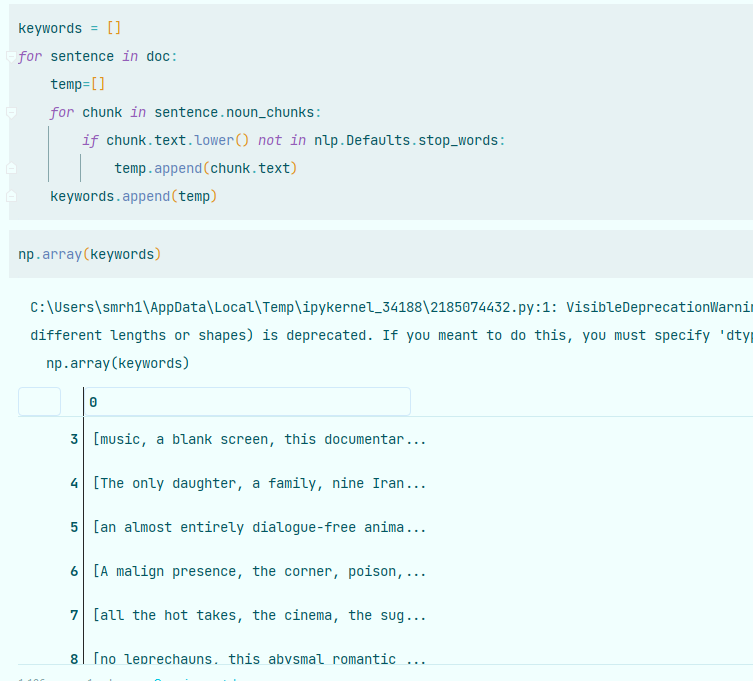 keywords = []
for sentence in doc:
temp=[]
for chunk in sentence.noun_chunks:
if chunk.text.lower() not in nlp.Defaults.stop_words:
temp.append(chunk.text)
keywords.append(temp)
np.array(keywords)
C:\Users\smrh1\AppData\Local\Temp\ipykernel_34188\2185074432.py:1: VisibleDeprecationWarnin
different lengths or shapes) is deprecated. If you meant to do this, you must specify 'dtyp
np.array(keywords)
0
3 [music, a blank screen, this documentar...
4 [The only daughter, a family, nine Iran...
5 [an almost entirely dialogue-free anima...
6 [A malign presence, the corner, poison,...
7 [all the hot takes, the cinema, the sug...
8 [no leprechauns, this abysmal romantic ...